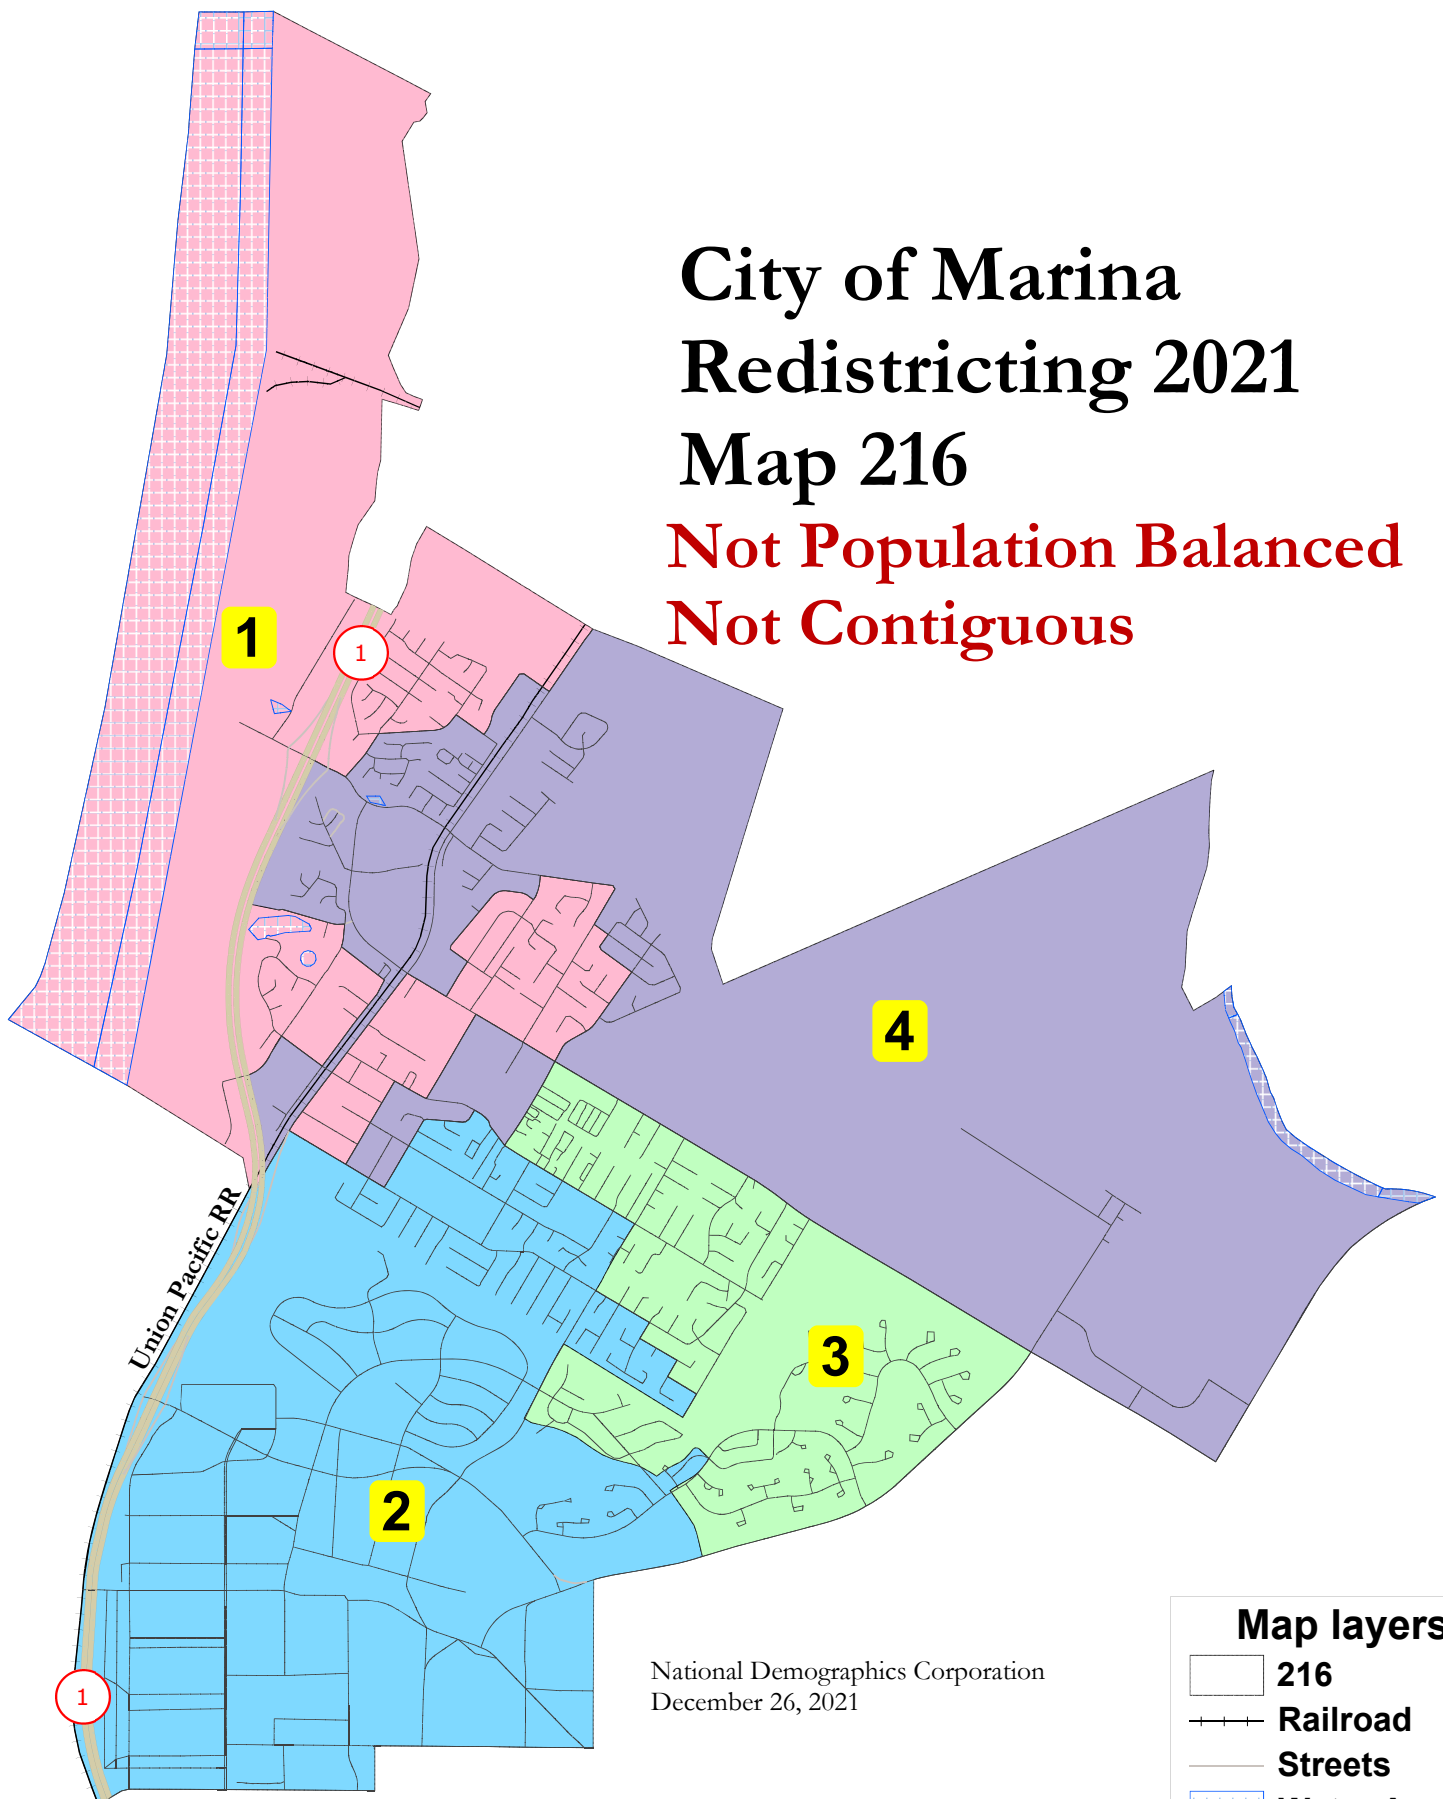 City of Marina
Redistricting 2021
Map 216
Not Population Balanced
Not Contiguous
1
1
4
Union Pacific RR
3
2
1
National Demographics Corporation
December 26, 2021
Map layers
216
Railroad
Streets